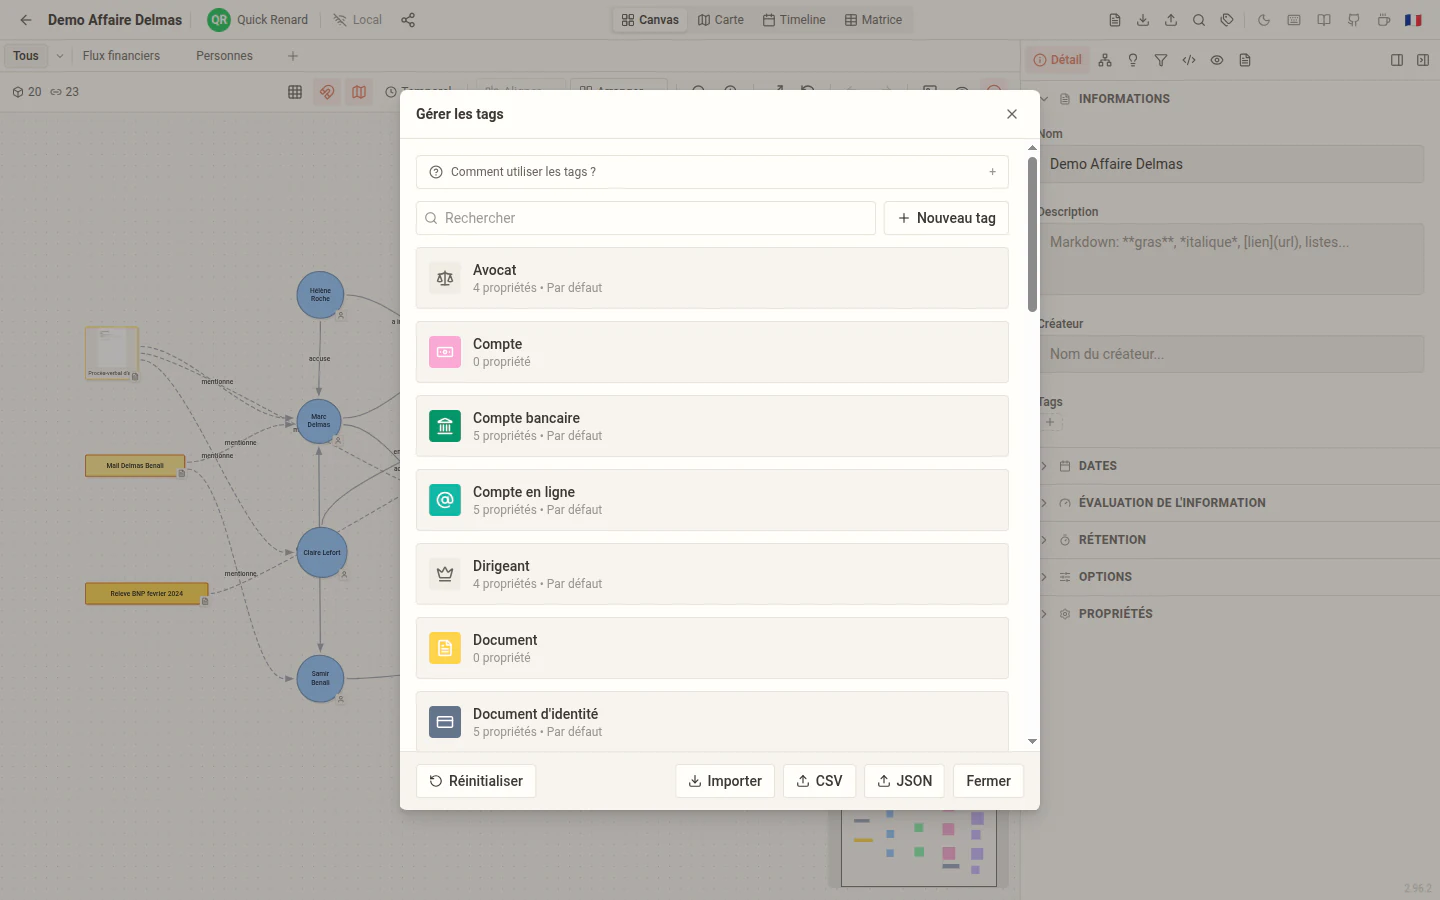 Demo Affaire Delmas
QR
Quick Renard
Local
Canvas
Carte
Timeline
Matrice
Tous
Flux financiers
Personnes
Détail
20
23
INFORMATIONS
Nom
Demo Affaire Delmas
Description
Markdown: **gras**, *italique*, [lien](url), listes...
Créateur
Nom du créateur...
Tags
DATES
ÉVALUATION DE L'INFORMATION
RÉTENTION
OPTIONS
PROPRIÉTÉS
Hélène
Roche
accuse
mentionne
Marc
Delmas
mentionne
mentionne
Mail Delmas Benali
Claire Lefort
mentionne
Releve BNP fevrier 2024
Samir
Benali
Gérer les tags
Comment utiliser les tags ?
+
Rechercher
Nouveau tag
Avocat
4 propriétés • Par défaut
Compte
0 propriété
Compte bancaire
5 propriétés • Par défaut
Compte en ligne
5 propriétés • Par défaut
Dirigeant
4 propriétés • Par défaut
Document
0 propriété
Document d'identité
5 propriétés • Par défaut
Réinitialiser
Importer
CSV
JSON
Fermer
2.96.2